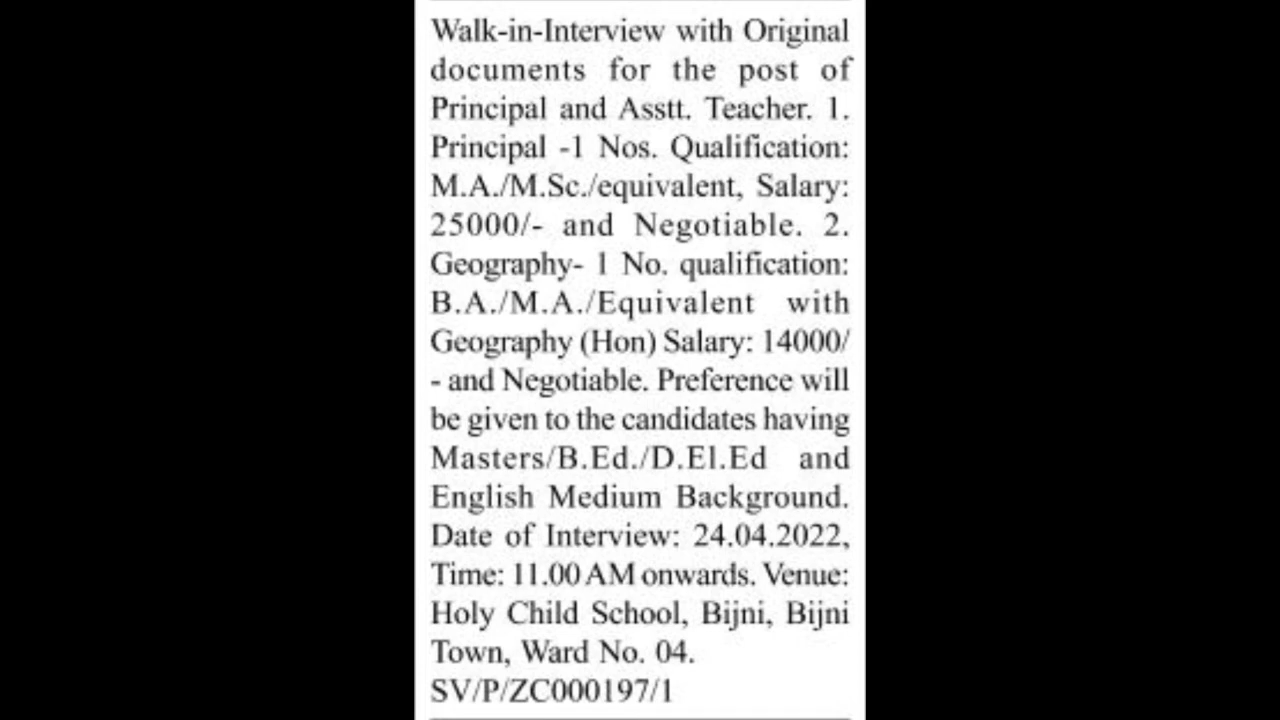 Walk-in-Interview with Original
documents for the post of
Principal and Asstt. Teacher. 1.
Principal -1 Nos. Qualification:
M.A./M.Sc./equivalent, Salary:
25000/- and Negotiable. 2.
Geography- 1 No. qualification:
B.A./M.A./Equivalent with
Geography (Hon) Salary: 14000/
- and Negotiable. Preference will
be given to the candidates having
Masters/B.Ed./D.El.Ed and
English Medium Background.
Date of Interview: 24.04.2022,
Time: 11.00 AM onwards. Venue:
Holy Child School, Bijni, Bijni
Town, Ward No. 04.
SV/P/ZC000197/1